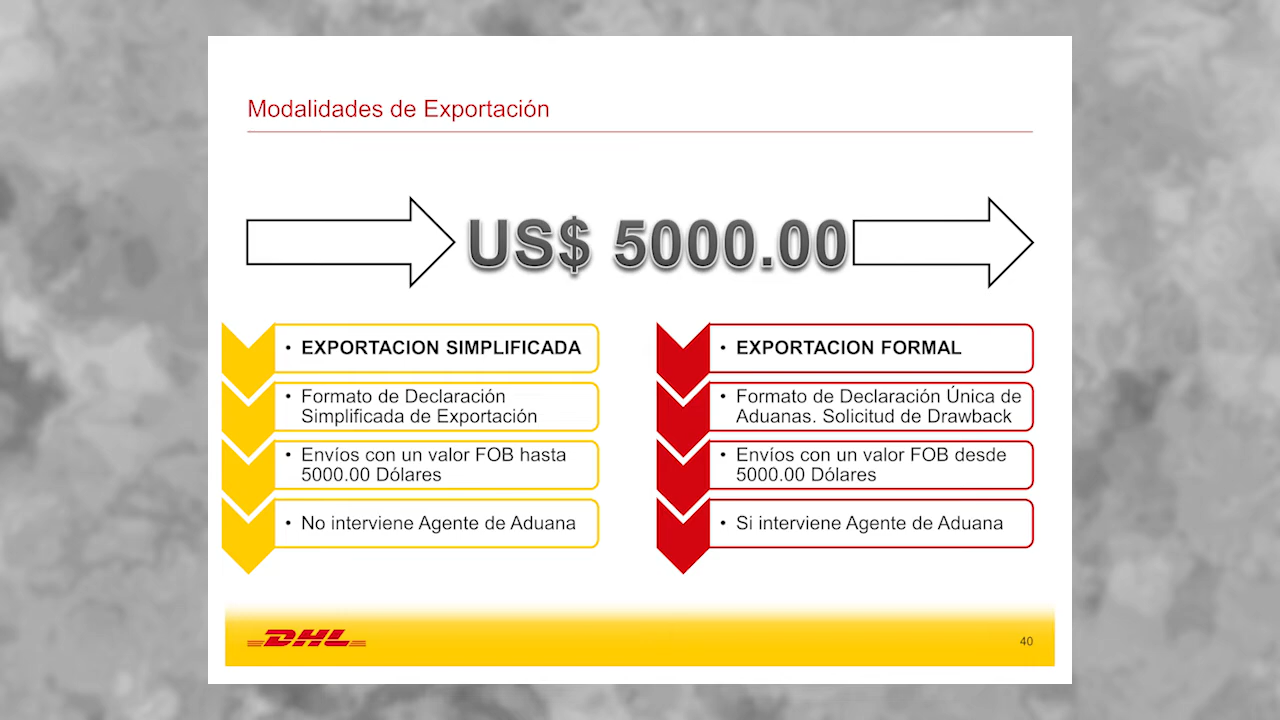 Modalidades de Exportación
US$ 5000.00
• EXPORTACION SIMPLIFICADA
• Formato de Declaración
Simplificada de Exportación
• Envíos con un valor FOB hasta
5000.00 Dólares
• No interviene Agente de Aduana
• EXPORTACION FORMAL
• Formato de Declaración Única de
Aduanas. Solicitud de Drawback
• Envíos con un valor FOB desde
5000.00 Dólares
• Si interviene Agente de Aduana
DHL
40